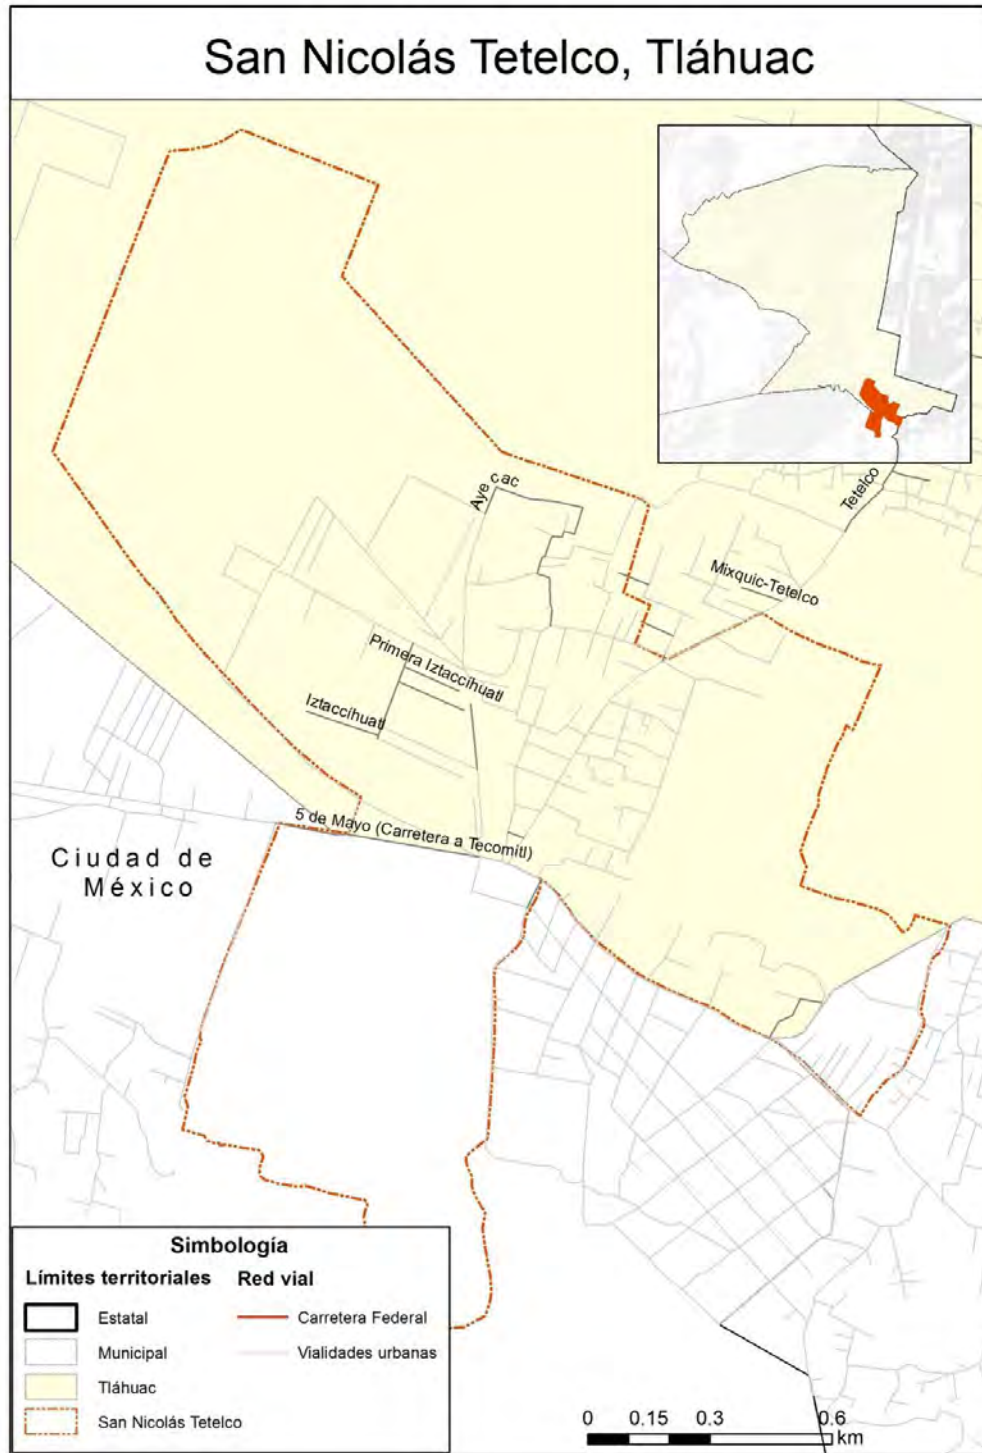 San Nicolás Tetelco, Tláhuac
Ayecac
Tetelco
Mixquic-Tetelco
Primera Iztaccíhuatl
Iztaccíhuatl
5 de Mayo (Carretera a Tecomitl)
Ciudad de
México
Simbología
Límites territoriales
Estatal
Municipal
Tláhuac
San Nicolás Tetelco
Red vial
Carretera Federal
Vialidades urbanas
0 0.15 0.3 0.6
km